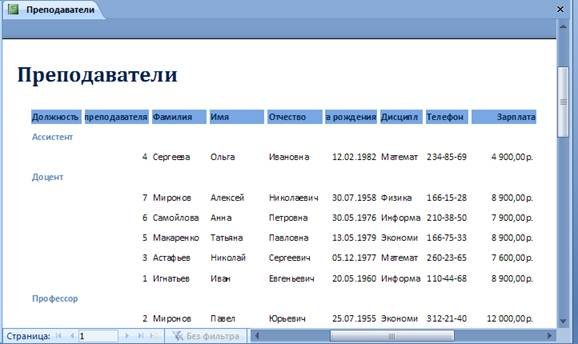 Преподаватели
Преподаватели
Должность преподавателя Фамилия Имя Отчество а рождения Дисципл Телефон Зарплата
Ассистент
4 Сергеева Ольга Ивановна 12.02.1982 Математ 234-85-69 4 900,00р.
Доцент
7 Миронов Алексей Николаевич 30.07.1958 Физика 166-15-28 8 900,00р.
6 Самойлова Анна Петровна 30.05.1976 Информа 210-38-50 7 900,00р.
5 Макаренко Татьяна Павловна 13.05.1979 Экономи 166-75-33 8 900,00р.
3 Астафьев Николай Сергеевич 05.12.1977 Математ 260-23-65 7 600,00р.
1 Игнатьев Иван Евгеньевич 20.05.1960 Информа 110-44-68 8 900,00р.
Профессор
2 Миронов Павел Юрьевич 25.07.1955 Экономи 312-21-40 12 000,00р.
Страница: 1 Без фильтра